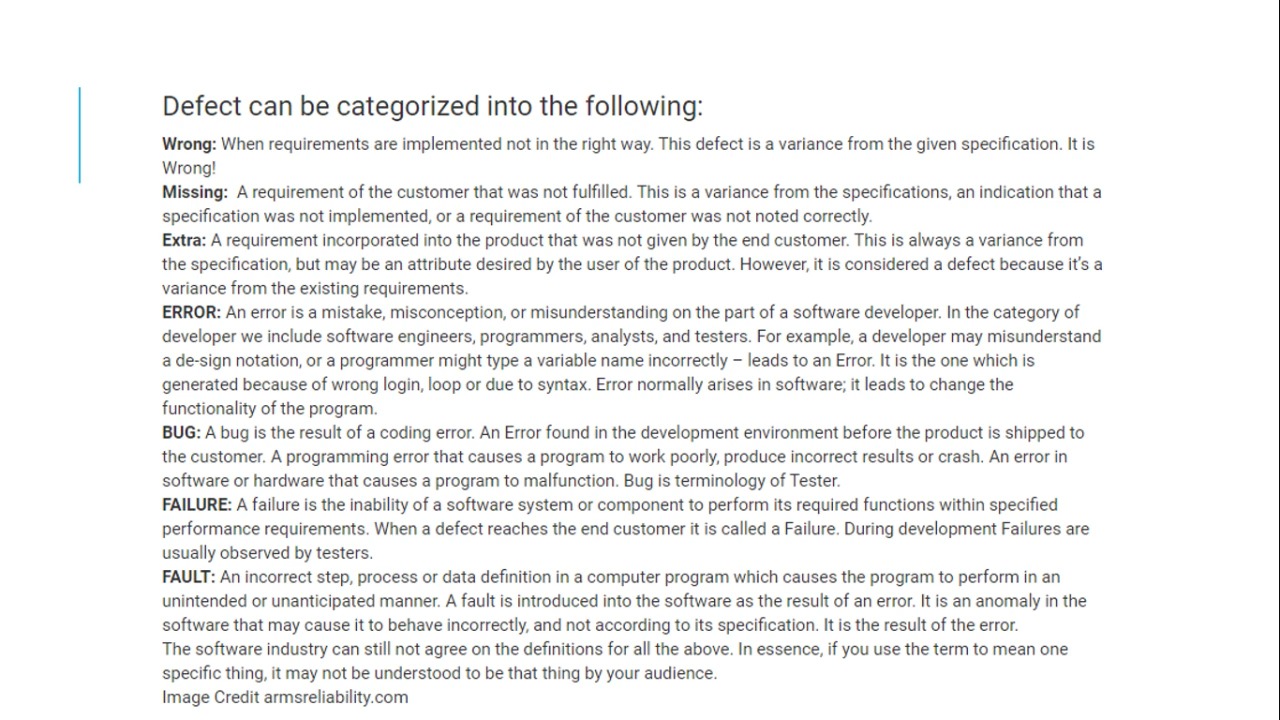 Defect can be categorized into the following:
Wrong: When requirements are implemented not in the right way. This defect is a variance from the given specification. It is
Wrong!
Missing: A requirement of the customer that was not fulfilled. This is a variance from the specifications, an indication that a
specification was not implemented, or a requirement of the customer was not noted correctly.
Extra: A requirement incorporated into the product that was not given by the end customer. This is always a variance from
the specification, but may be an attribute desired by the user of the product. However, it is considered a defect because it's a
variance from the existing requirements.
ERROR: An error is a mistake, misconception, or misunderstanding on the part of a software developer. In the category of
developer we include software engineers, programmers, analysts, and testers. For example, a developer may misunderstand
a de-sign notation, or a programmer might type a variable name incorrectly – leads to an Error. It is the one which is
generated because of wrong login, loop or due to syntax. Error normally arises in software; it leads to change the
functionality of the program.
BUG: A bug is the result of a coding error. An Error found in the development environment before the product is shipped to
the customer. A programming error that causes a program to work poorly, produce incorrect results or crash. An error in
software or hardware that causes a program to malfunction. Bug is terminology of Tester.
FAILURE: A failure is the inability of a software system or component to perform its required functions within specified
performance requirements. When a defect reaches the end customer it is called a Failure. During development Failures are
usually observed by testers.
FAULT: An incorrect step, process or data definition in a computer program which causes the program to perform in an
unintended or unanticipated manner. A fault is introduced into the software as the result of an error. It is an anomaly in the
software that may cause it to behave incorrectly, and not according to its specification. It is the result of the error.
The software industry can still not agree on the definitions for all the above. In essence, if you use the term to mean one
specific thing, it may not be understood to be that thing by your audience.
Image Credit armsreliability.com